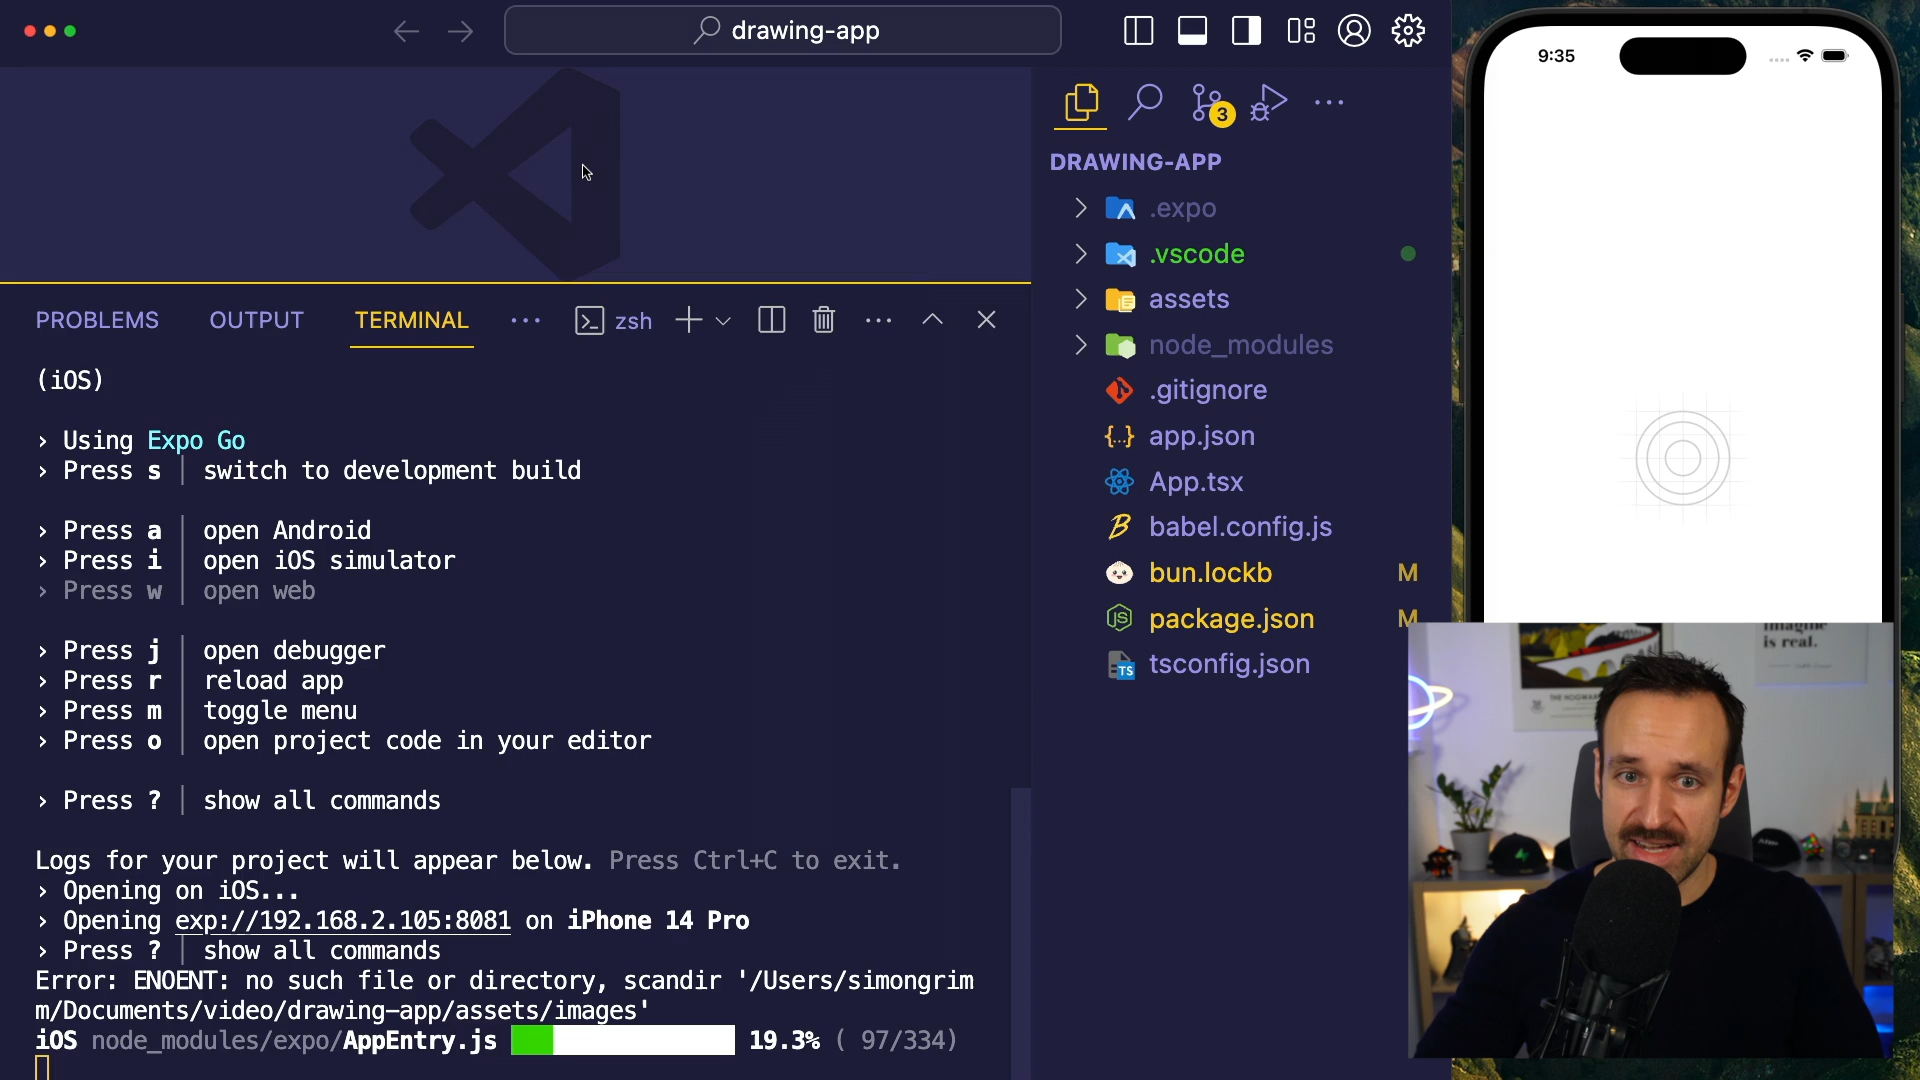 drawing-app
9:35
3
DRAWING-APP
.expo
.vscode
assets
node_modules
.gitignore
app.json
App.tsx
babel.config.js
bun.lockb M
package.json M
tsconfig.json
PROBLEMS OUTPUT TERMINAL zsh
(iOS)
› Using Expo Go
› Press s │ switch to development build
› Press a │ open Android
› Press i │ open iOS simulator
› Press w │ open web
› Press j │ open debugger
› Press r │ reload app
› Press m │ toggle menu
› Press o │ open project code in your editor
› Press ? │ show all commands
Logs for your project will appear below. Press Ctrl+C to exit.
› Opening on iOS...
› Opening exp://192.168.2.105:8081 on iPhone 14 Pro
› Press ? │ show all commands
Error: ENOENT: no such file or directory, scandir '/Users/simongrim
m/Documents/video/drawing-app/assets/images'
iOS node_modules/expo/AppEntry.js 19.3% ( 97/334)
imagine
is real.